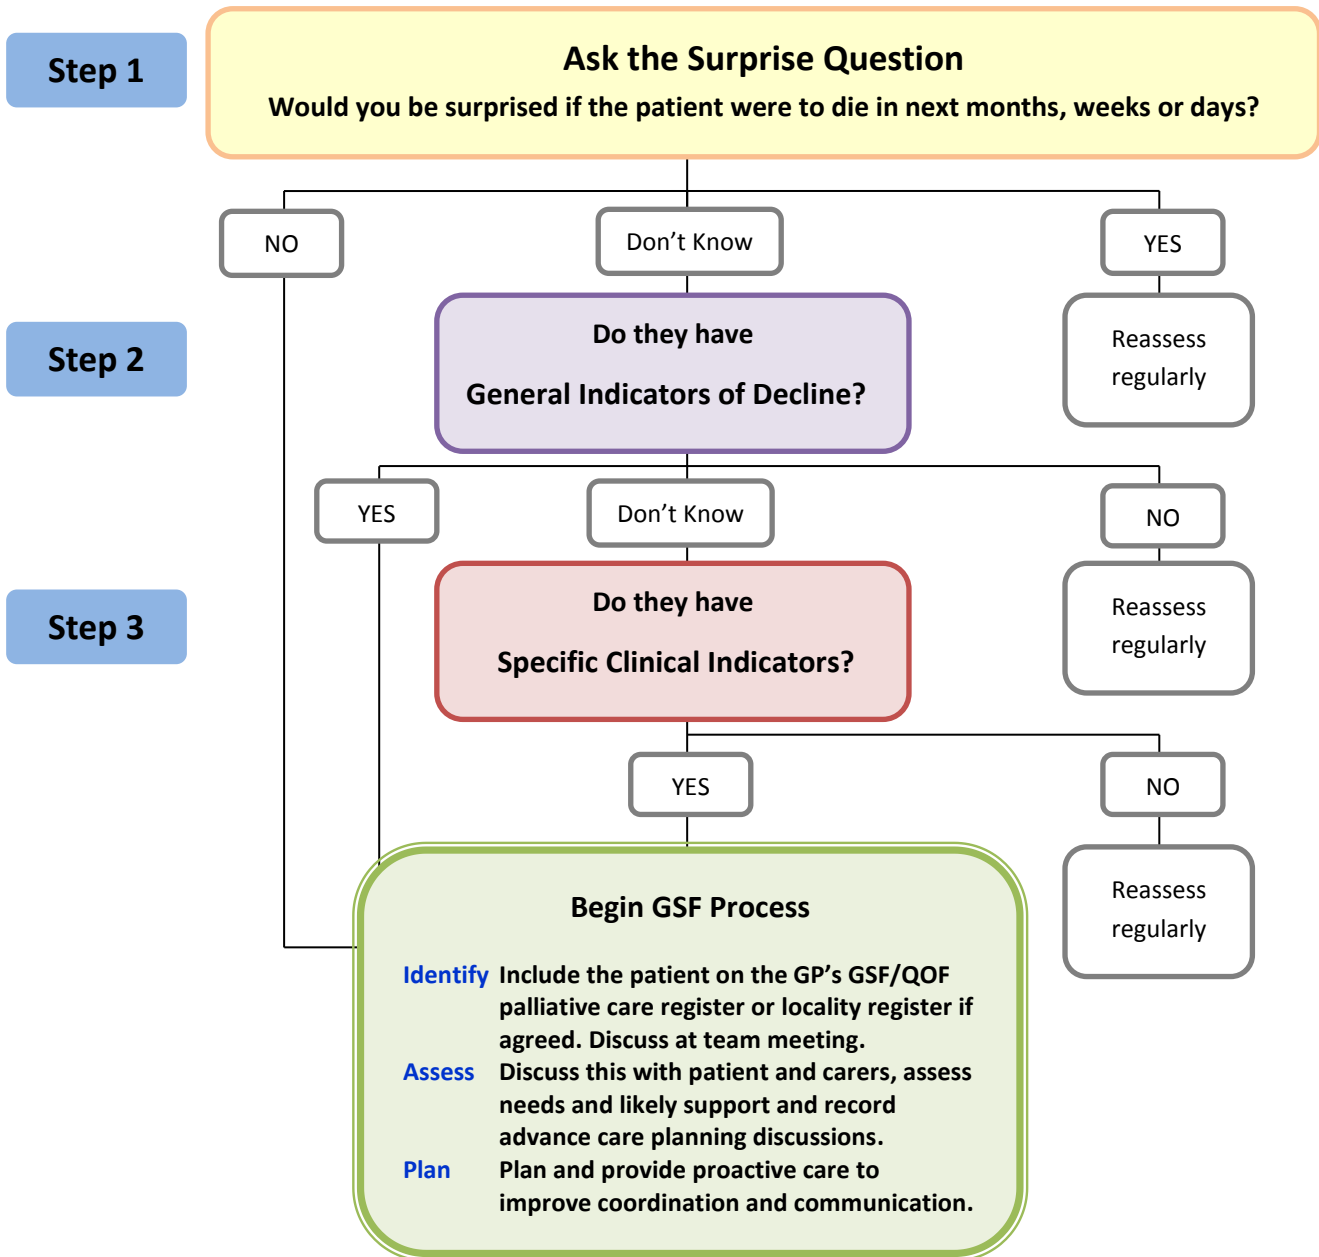 Step 1
Ask the Surprise Question
Would you be surprised if the patient were to die in next months, weeks or days?
NO
Don’t Know
YES
Step 2
Do they have
General Indicators of Decline?
Reassess
regularly
YES
Don’t Know
NO
Step 3
Do they have
Specific Clinical Indicators?
Reassess
regularly
YES
NO
Reassess
regularly
Begin GSF Process
Identify Include the patient on the GP’s GSF/QOF
palliative care register or locality register if
agreed. Discuss at team meeting.
Assess Discuss this with patient and carers, assess
needs and likely support and record
advance care planning discussions.
Plan Plan and provide proactive care to
improve coordination and communication.